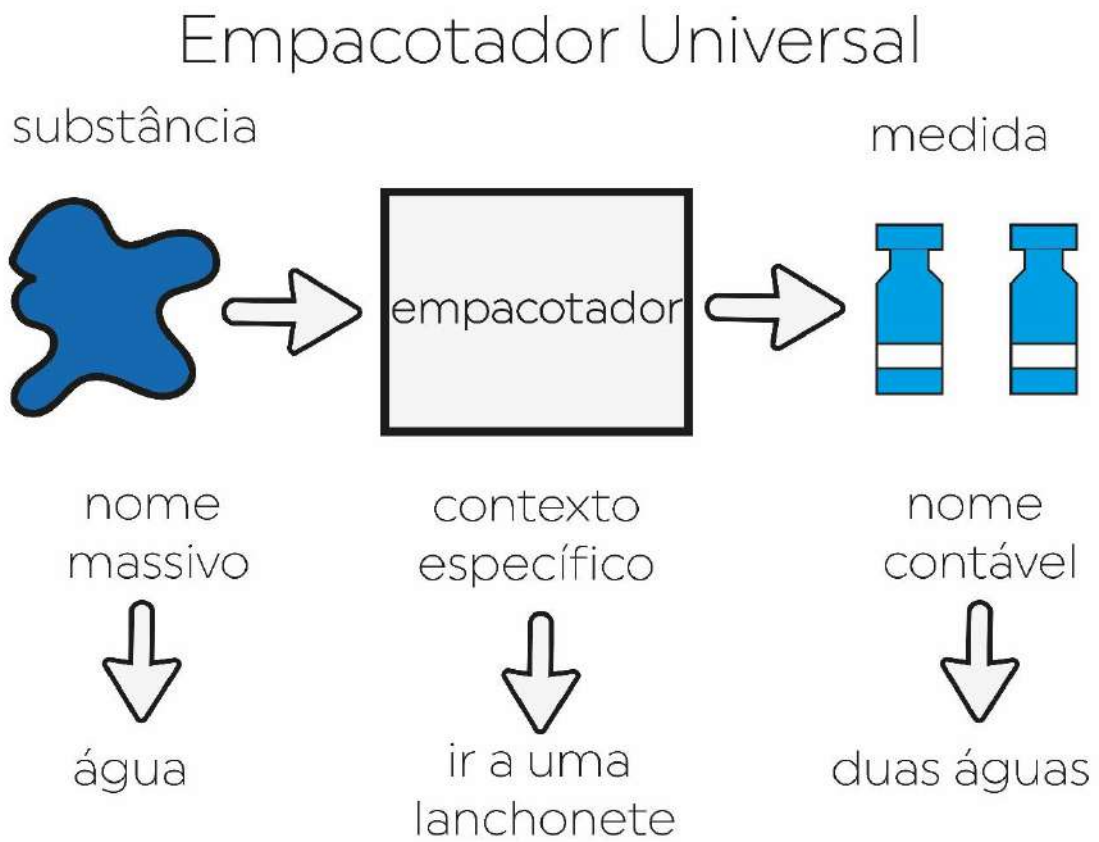 Empacotador Universal
substância
medida
empacotador
nome
massivo
contexto
específico
nome
contável
água
ir a uma
lanchonete
duas águas